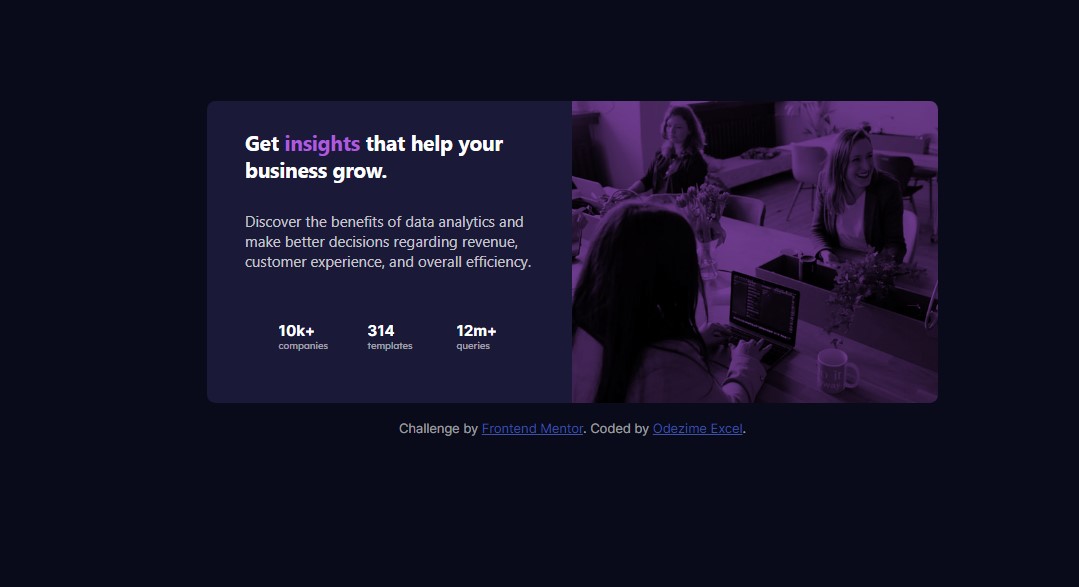 Get insights that help your
business grow.
Discover the benefits of data analytics and
make better decisions regarding revenue,
customer experience, and overall efficiency.
10k+ 314 12m+
companies templates queries
Challenge by Frontend Mentor. Coded by Odezime Excel.